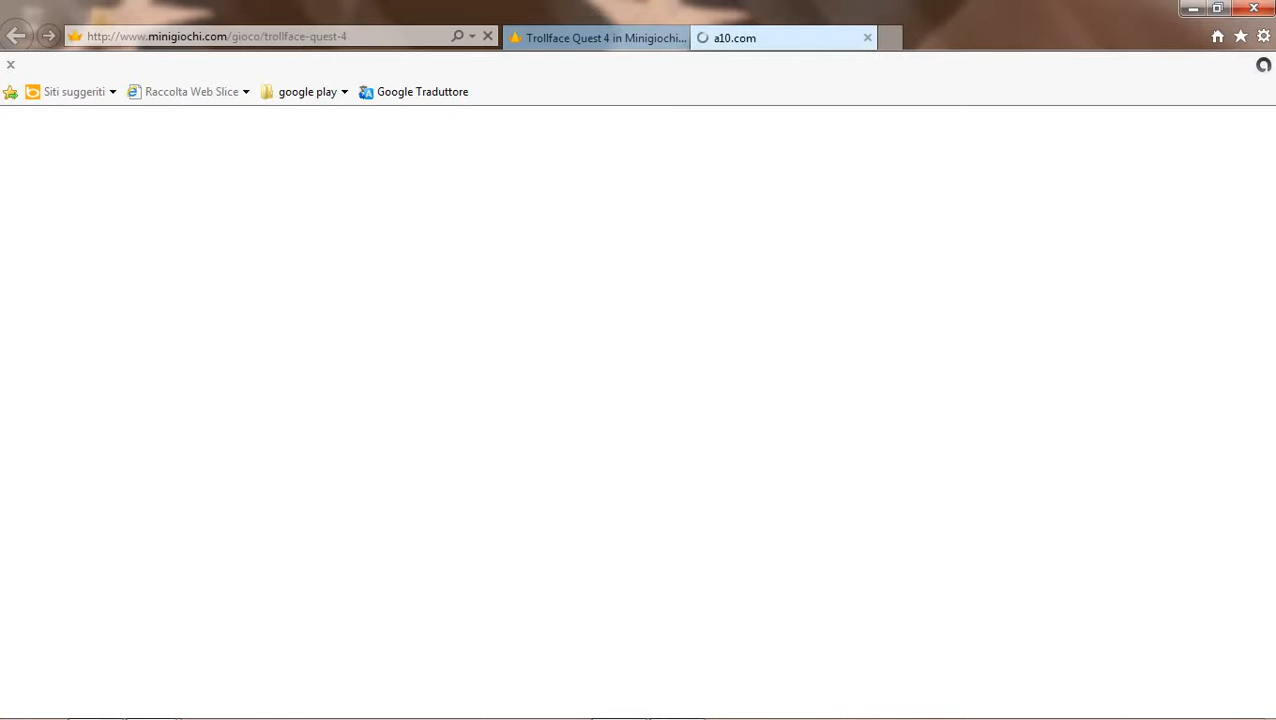 http://www.minigiochi.com/gioco/trollface-quest-4
Trollface Quest 4 in Minigiochi...
a10.com
Siti suggeriti
Raccolta Web Slice
google play
Google Traduttore